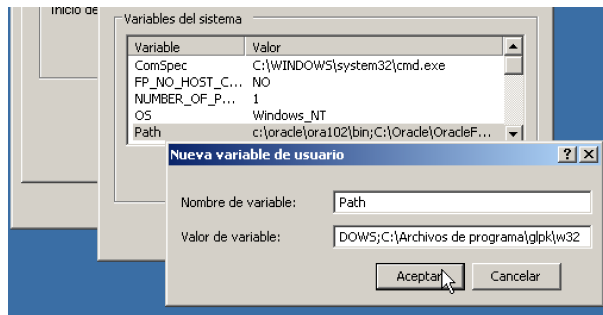 Inicio de
Variables del sistema
Variable Valor
ComSpec C:\WINDOWS\system32\cmd.exe
FP_NO_HOST_C... NO
NUMBER_OF_P... 1
OS Windows_NT
Path c:\oracle\ora102\bin;C:\Oracle\OracleF...
Nueva variable de usuario
Nombre de variable: Path
Valor de variable: DOWS;C:\Archivos de programa\glpk\w32
Aceptar Cancelar